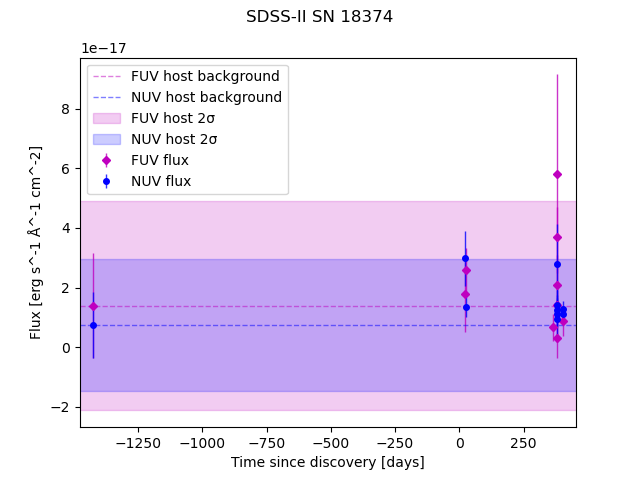 SDSS-II SN 18374
1e−17
FUV host background
NUV host background
FUV host 2σ
NUV host 2σ
FUV flux
NUV flux
8
6
4
2
0
−2
Flux [erg s^-1 Å^-1 cm^-2]
−1250
−1000
−750
−500
−250
0
250
Time since discovery [days]